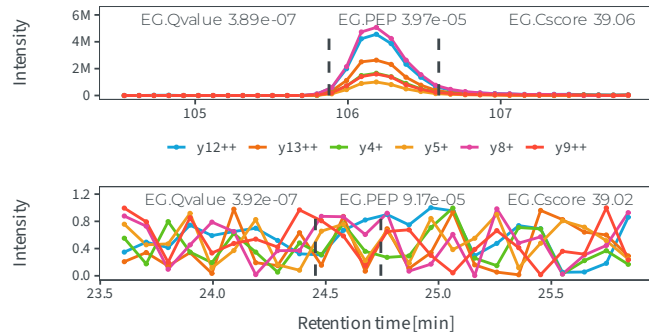 Intensity
6M
4M
2M
0
EG.Qvalue 3.89e-07 EG.PEP 3.97e-05 EG.Cscore 39.06
105 106 107
y12++ y13++ y4+ y5+ y8+ y9++
Intensity
1.2
0.8
0.4
0.0
EG.Qvalue 3.92e-07 EG.PEP 9.17e-05 EG.Cscore 39.02
23.5 24.0 24.5 25.0 25.5
Retention time [min]